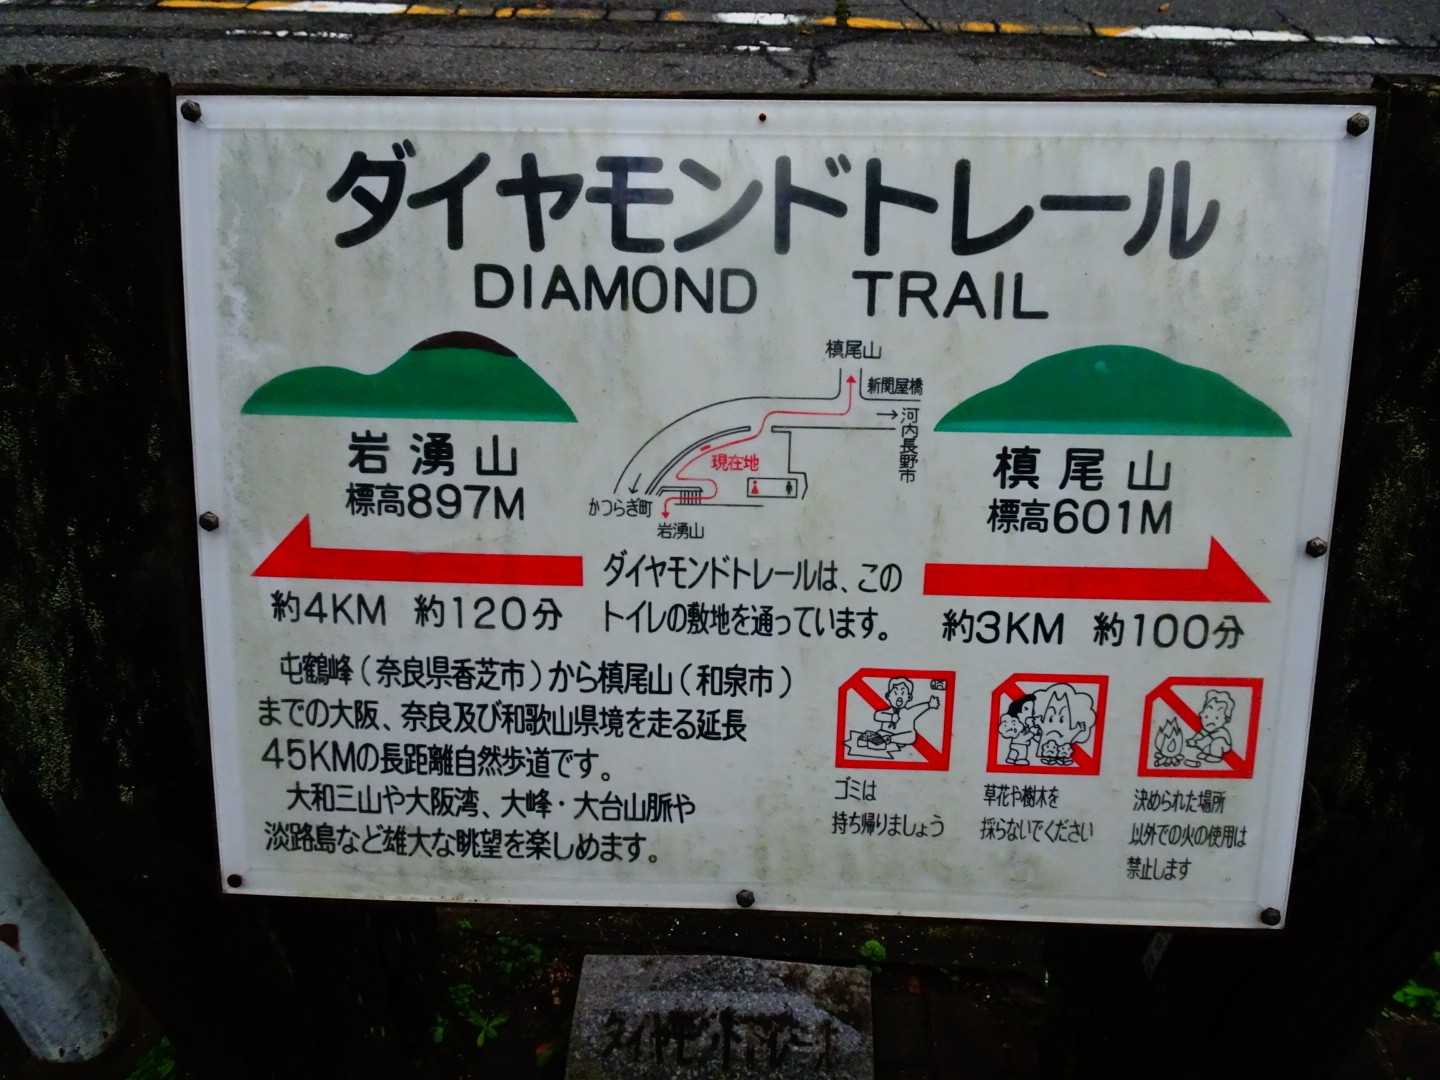 ダイヤモンドトレール
DIAMOND TRAIL
岩湧山
標高897M
約4KM 約120分
槙尾山
新関屋橋
→河内長野市
現在地
かつらぎ町
岩湧山
槙尾山
標高601M
約3KM 約100分
ダイヤモンドトレールは、この
トイレの敷地を通っています。
屯鶴峰(奈良県香芝市)から槙尾山(和泉市)
までの大阪、奈良及び和歌山県境を走る延長
45KMの長距離自然歩道です。
大和三山や大阪湾、大峰・大台山脈や
淡路島など雄大な眺望を楽しめます。
ゴミは
持ち帰りましょう
草花や樹木を
採らないでください
決められた場所
以外での火の使用は
禁止します
ダイヤモンドトレール